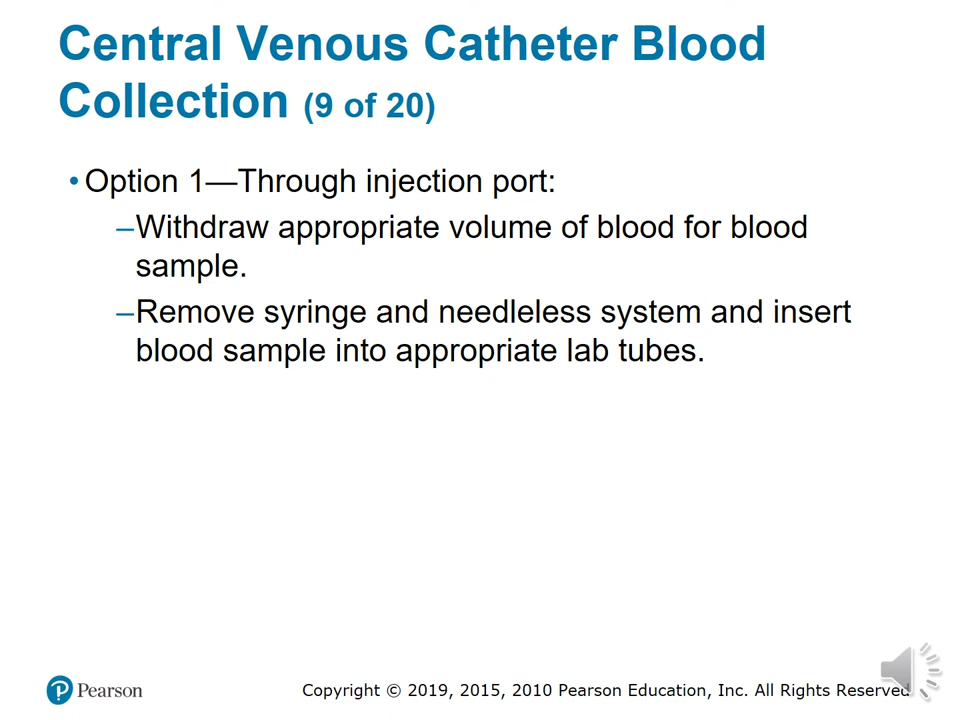 Central Venous Catheter Blood
Collection (9 of 20)
• Option 1—Through injection port:
–Withdraw appropriate volume of blood for blood
sample.
–Remove syringe and needleless system and insert
blood sample into appropriate lab tubes.
Pearson
Copyright © 2019, 2015, 2010 Pearson Education, Inc. All Rights Reserved